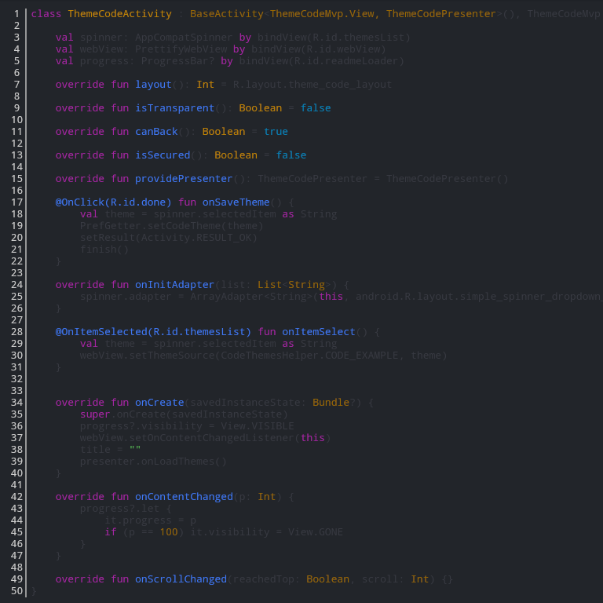 1 class ThemeCodeActivity : BaseActivity<ThemeCodeMvp.View, ThemeCodePresenter>(), ThemeCodeMvp
2
3 val spinner: AppCompatSpinner by bindView(R.id.themesList)
4 val webView: PrettifyWebView by bindView(R.id.webView)
5 val progress: ProgressBar? by bindView(R.id.readmeLoader)
6
7 override fun layout(): Int = R.layout.theme_code_layout
8
9 override fun isTransparent(): Boolean = false
10
11 override fun canBack(): Boolean = true
12
13 override fun isSecured(): Boolean = false
14
15 override fun providePresenter(): ThemeCodePresenter = ThemeCodePresenter()
16
17 @OnClick(R.id.done) fun onSaveTheme() {
18 val theme = spinner.selectedItem as String
19 PrefGetter.setCodeTheme(theme)
20 setResult(Activity.RESULT_OK)
21 finish()
22 }
23
24 override fun onInitAdapter(list: List<String>) {
25 spinner.adapter = ArrayAdapter<String>(this, android.R.layout.simple_spinner_dropdown_
26 }
27
28 @OnItemSelected(R.id.themesList) fun onItemSelect() {
29 val theme = spinner.selectedItem as String
30 webView.setThemeSource(CodeThemesHelper.CODE_EXAMPLE, theme)
31 }
32
33
34 override fun onCreate(savedInstanceState: Bundle?) {
35 super.onCreate(savedInstanceState)
36 progress?.visibility = View.VISIBLE
37 webView.setOnContentChangedListener(this)
38 title = ""
39 presenter.onLoadThemes()
40 }
41
42 override fun onContentChanged(p: Int) {
43 progress?.let {
44 it.progress = p
45 if (p == 100) it.visibility = View.GONE
46 }
47 }
48
49 override fun onScrollChanged(reachedTop: Boolean, scroll: Int) {}
50 }